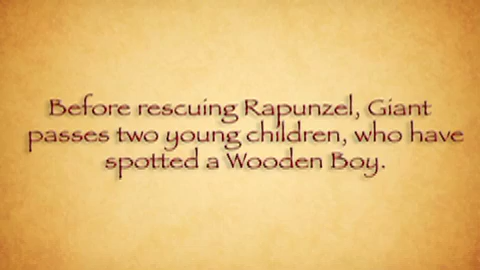 Before rescuing Rapunzel, Giant
passes two young children, who have
spotted a Wooden Boy.